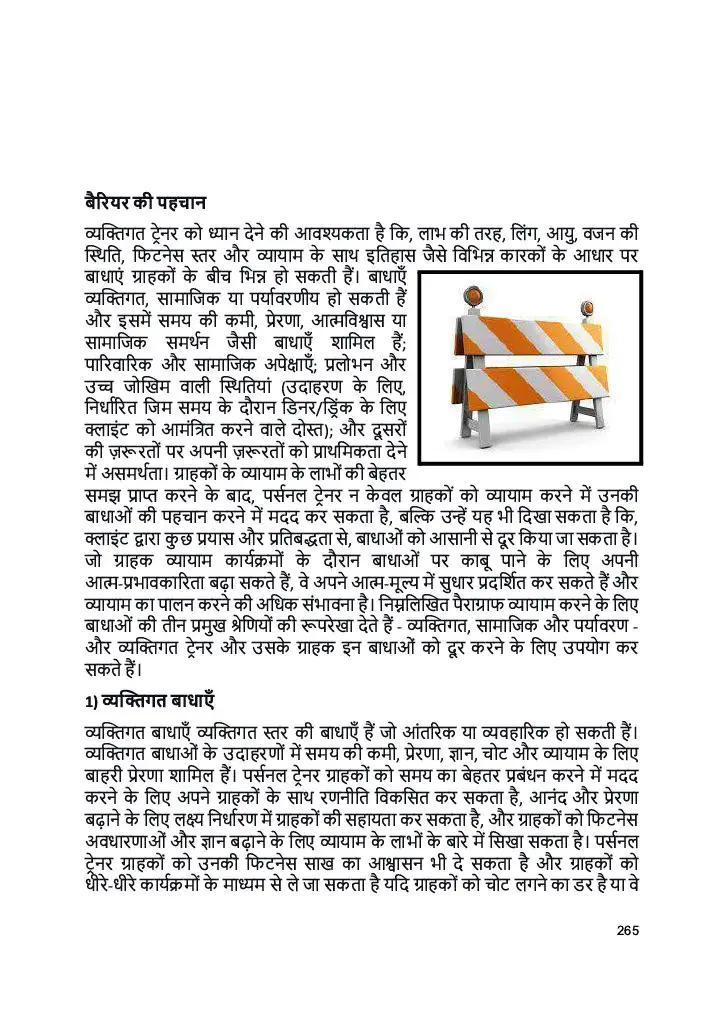 बैरियर की पहचान
व्यक्तिगत ट्रेनर को ध्यान देने की आवश्यकता है कि, लाभ की तरह, लिंग, आयु, वजन की
स्थिति, फिटनेस स्तर और व्यायाम के साथ इतिहास जैसे विभिन्न कारकों के आधार पर
बाधाएं ग्राहकों के बीच भिन्न हो सकती हैं। बाधाएँ
व्यक्तिगत, सामाजिक या पर्यावरणीय हो सकती हैं
और इसमें समय की कमी, प्रेरणा, आत्मविश्वास या
सामाजिक समर्थन जैसी बाधाएँ शामिल हैं;
पारिवारिक और सामाजिक अपेक्षाएँ; प्रलोभन और
उच्च जोखिम वाली स्थितियां (उदाहरण के लिए,
निर्धारित जिम समय के दौरान डिनर/ड्रिंक के लिए
क्लाइंट को आमंत्रित करने वाले दोस्त); और दूसरों
की ज़रूरतों पर अपनी ज़रूरतों को प्राथमिकता देने
में असमर्थता। ग्राहकों के व्यायाम के लाभों की बेहतर
समझ प्राप्त करने के बाद, पर्सनल ट्रेनर न केवल ग्राहकों को व्यायाम करने में उनकी
बाधाओं की पहचान करने में मदद कर सकता है, बल्कि उन्हें यह भी दिखा सकता है कि,
क्लाइंट द्वारा कुछ प्रयास और प्रतिबद्धता से, बाधाओं को आसानी से दूर किया जा सकता है।
जो ग्राहक व्यायाम कार्यक्रमों के दौरान बाधाओं पर काबू पाने के लिए अपनी
आत्म-प्रभावकारिता बढ़ा सकते हैं, वे अपने आत्म-मूल्य में सुधार प्रदर्शित कर सकते हैं और
व्यायाम का पालन करने की अधिक संभावना है। निम्नलिखित पैराग्राफ व्यायाम करने के लिए
बाधाओं की तीन प्रमुख श्रेणियों की रूपरेखा देते हैं - व्यक्तिगत, सामाजिक और पर्यावरण -
और व्यक्तिगत ट्रेनर और उसके ग्राहक इन बाधाओं को दूर करने के लिए उपयोग कर
सकते हैं।
1) व्यक्तिगत बाधाएँ
व्यक्तिगत बाधाएँ व्यक्तिगत स्तर की बाधाएँ हैं जो आंतरिक या व्यवहारिक हो सकती हैं।
व्यक्तिगत बाधाओं के उदाहरणों में समय की कमी, प्रेरणा, ज्ञान, चोट और व्यायाम के लिए
बाहरी प्रेरणा शामिल हैं। पर्सनल ट्रेनर ग्राहकों को समय का बेहतर प्रबंधन करने में मदद
करने के लिए अपने ग्राहकों के साथ रणनीति विकसित कर सकता है, आनंद और प्रेरणा
बढ़ाने के लिए लक्ष्य निर्धारण में ग्राहकों की सहायता कर सकता है, और ग्राहकों को फिटनेस
अवधारणाओं और ज्ञान बढ़ाने के लिए व्यायाम के लाभों के बारे में सिखा सकता है। पर्सनल
ट्रेनर ग्राहकों को उनकी फिटनेस साख का आश्वासन भी दे सकता है और ग्राहकों को
धीरे-धीरे कार्यक्रमों के माध्यम से ले जा सकता है यदि ग्राहकों को चोट लगने का डर है या वे
265